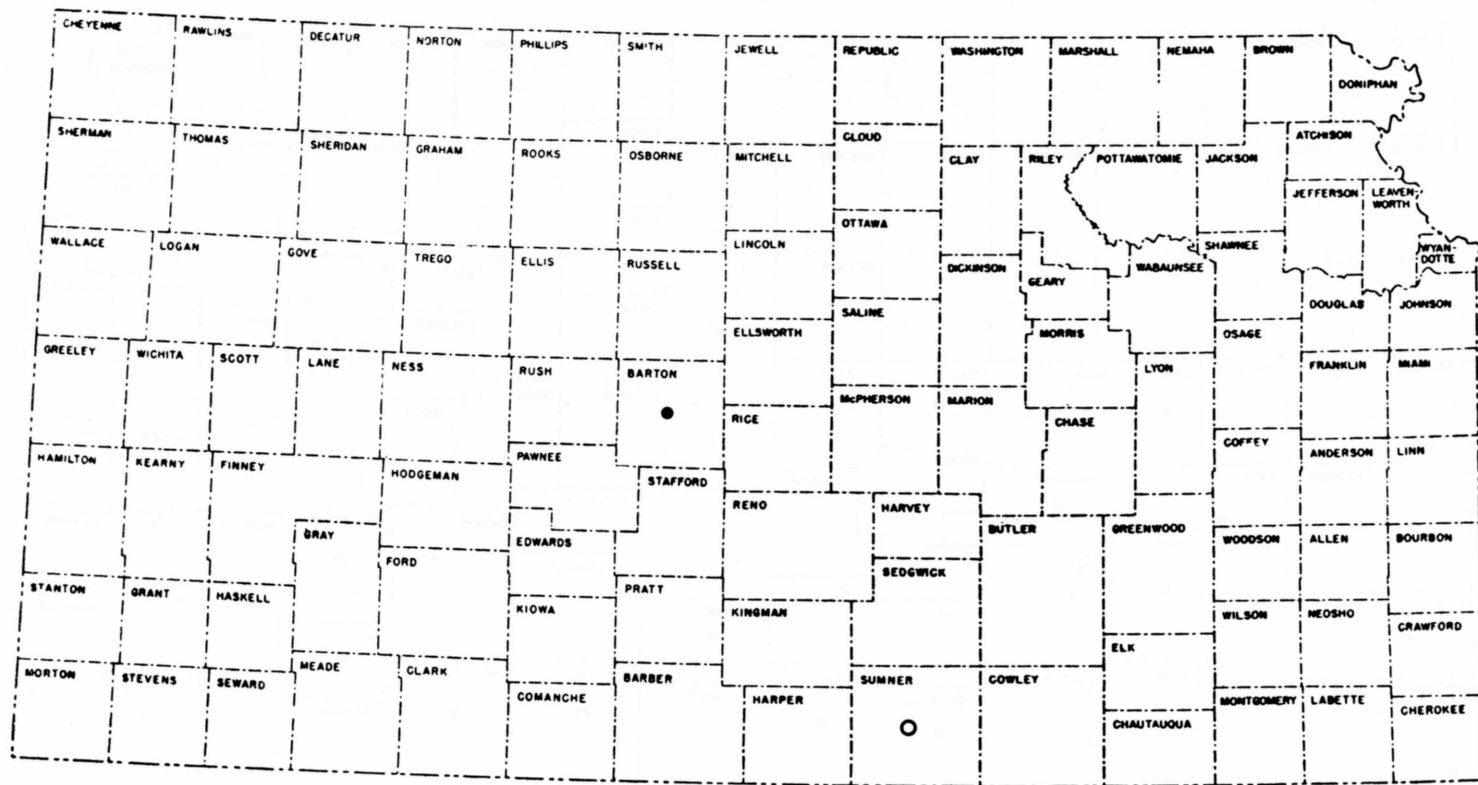 CHEYENNE
RAWLINS
DECATUR
NORTON
PHILLIPS
SMITH
JEWELL
REPUBLIC
WASHINGTON
MARSHALL
NEMAHA
BROWN
DONIPHAN
SHERMAN
THOMAS
SHERIDAN
GRAHAM
ROOKS
OSBORNE
MITCHELL
CLOUD
CLAY
RILEY
POTTAWATOMIE
JACKSON
ATCHISON
JEFFERSON
LEAVEN
WORTH
WALLACE
LOGAN
GOVE
TREGO
ELLIS
RUSSELL
LINCOLN
OTTAWA
DICKINSON
GEARY
WABAUNSEE
SHAWNEE
WYAN-
DOTTE
DOUGLAS
JOHNSON
GREELEY
WICHITA
SCOTT
LANE
NESS
RUSH
BARTON
ELLSWORTH
SALINE
MORRIS
LYON
OSAGE
FRANKLIN
MIAMI
RICE
McPHERSON
MARION
CHASE
HAMILTON
KEARNY
FINNEY
HODGEMAN
PAWNEE
STAFFORD
COFFEY
ANDERSON
LINN
GRAY
FORD
EDWARDS
RENO
HARVEY
BUTLER
GREENWOOD
WOODSON
ALLEN
BOURBON
STANTON
GRANT
HASKELL
KIOWA
PRATT
KINGMAN
SEDGWICK
WILSON
NEOSHO
CRAWFORD
ELK
MORTON
STEVENS
SEWARD
MEADE
CLARK
COMANCHE
BARBER
HARPER
SUMNER
COWLEY
CHAUTAUQUA
MONTGOMERY
LABETTE
CHEROKEE